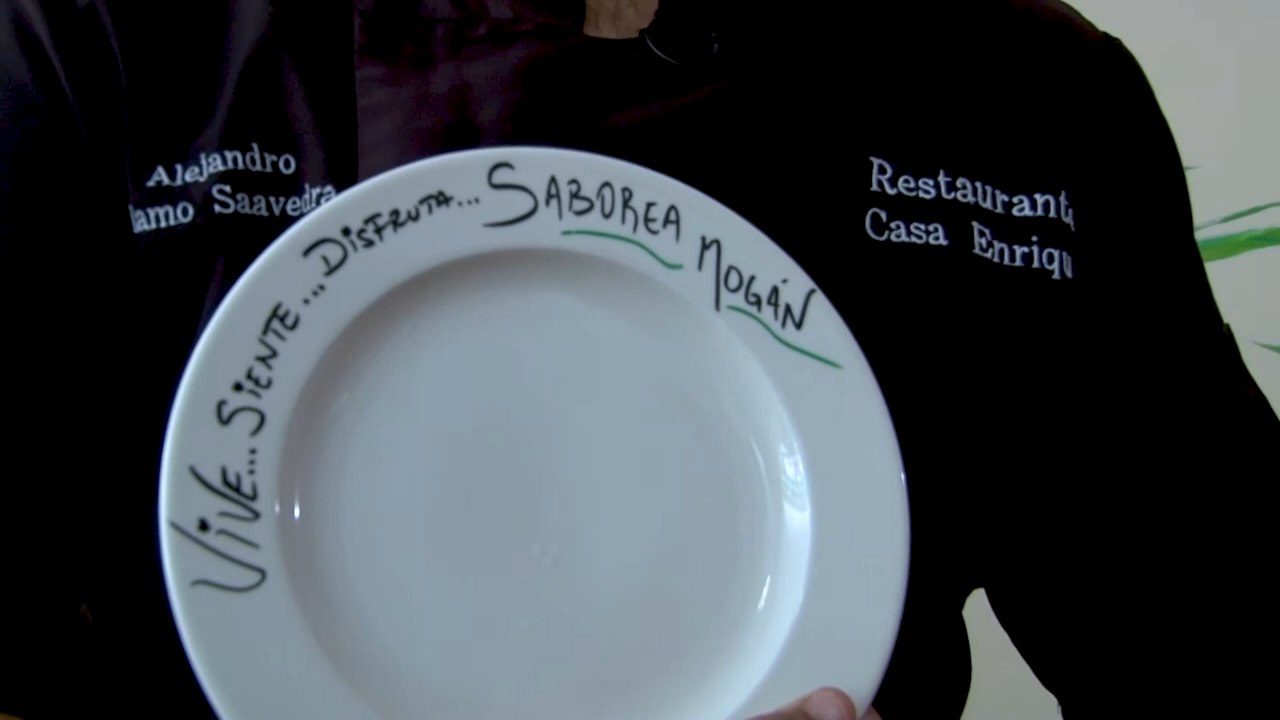 Alejandro
Saavedra
Restaurant
Casa Enriqu
Vive... Siente... Disfruta... Saborea Mogán